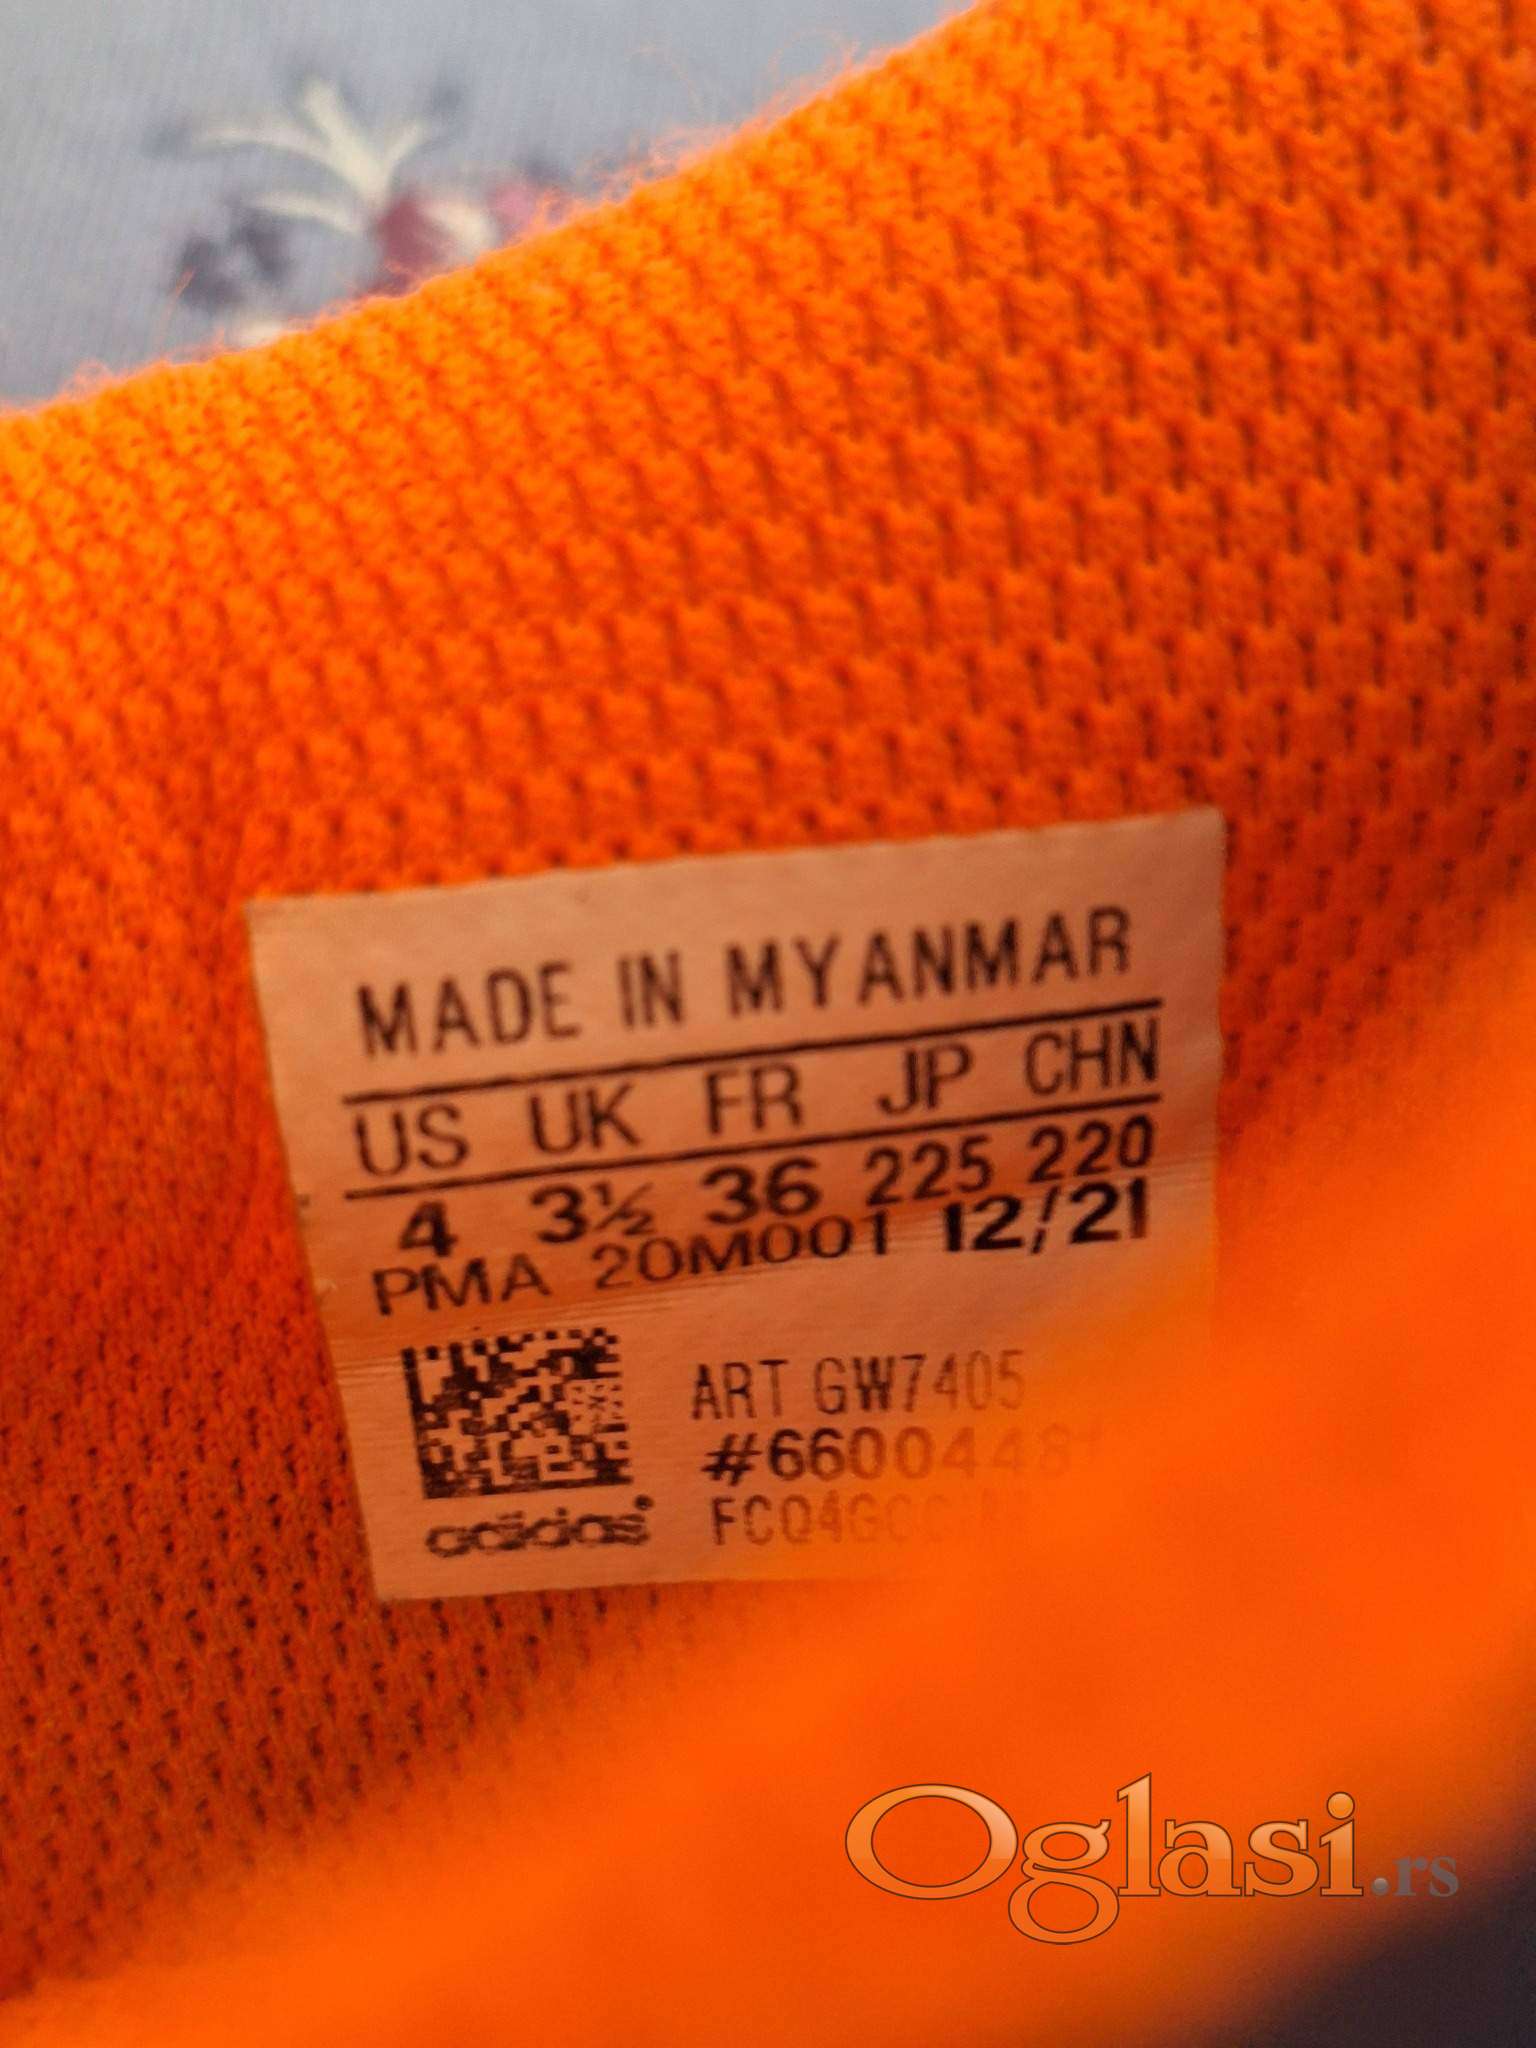 MADE IN MYANMAR
US UK FR JP CHN
4 3½ 36 225 220
PMA 20M001 12/21
ART GW7405
adidas
Oglasi.rs